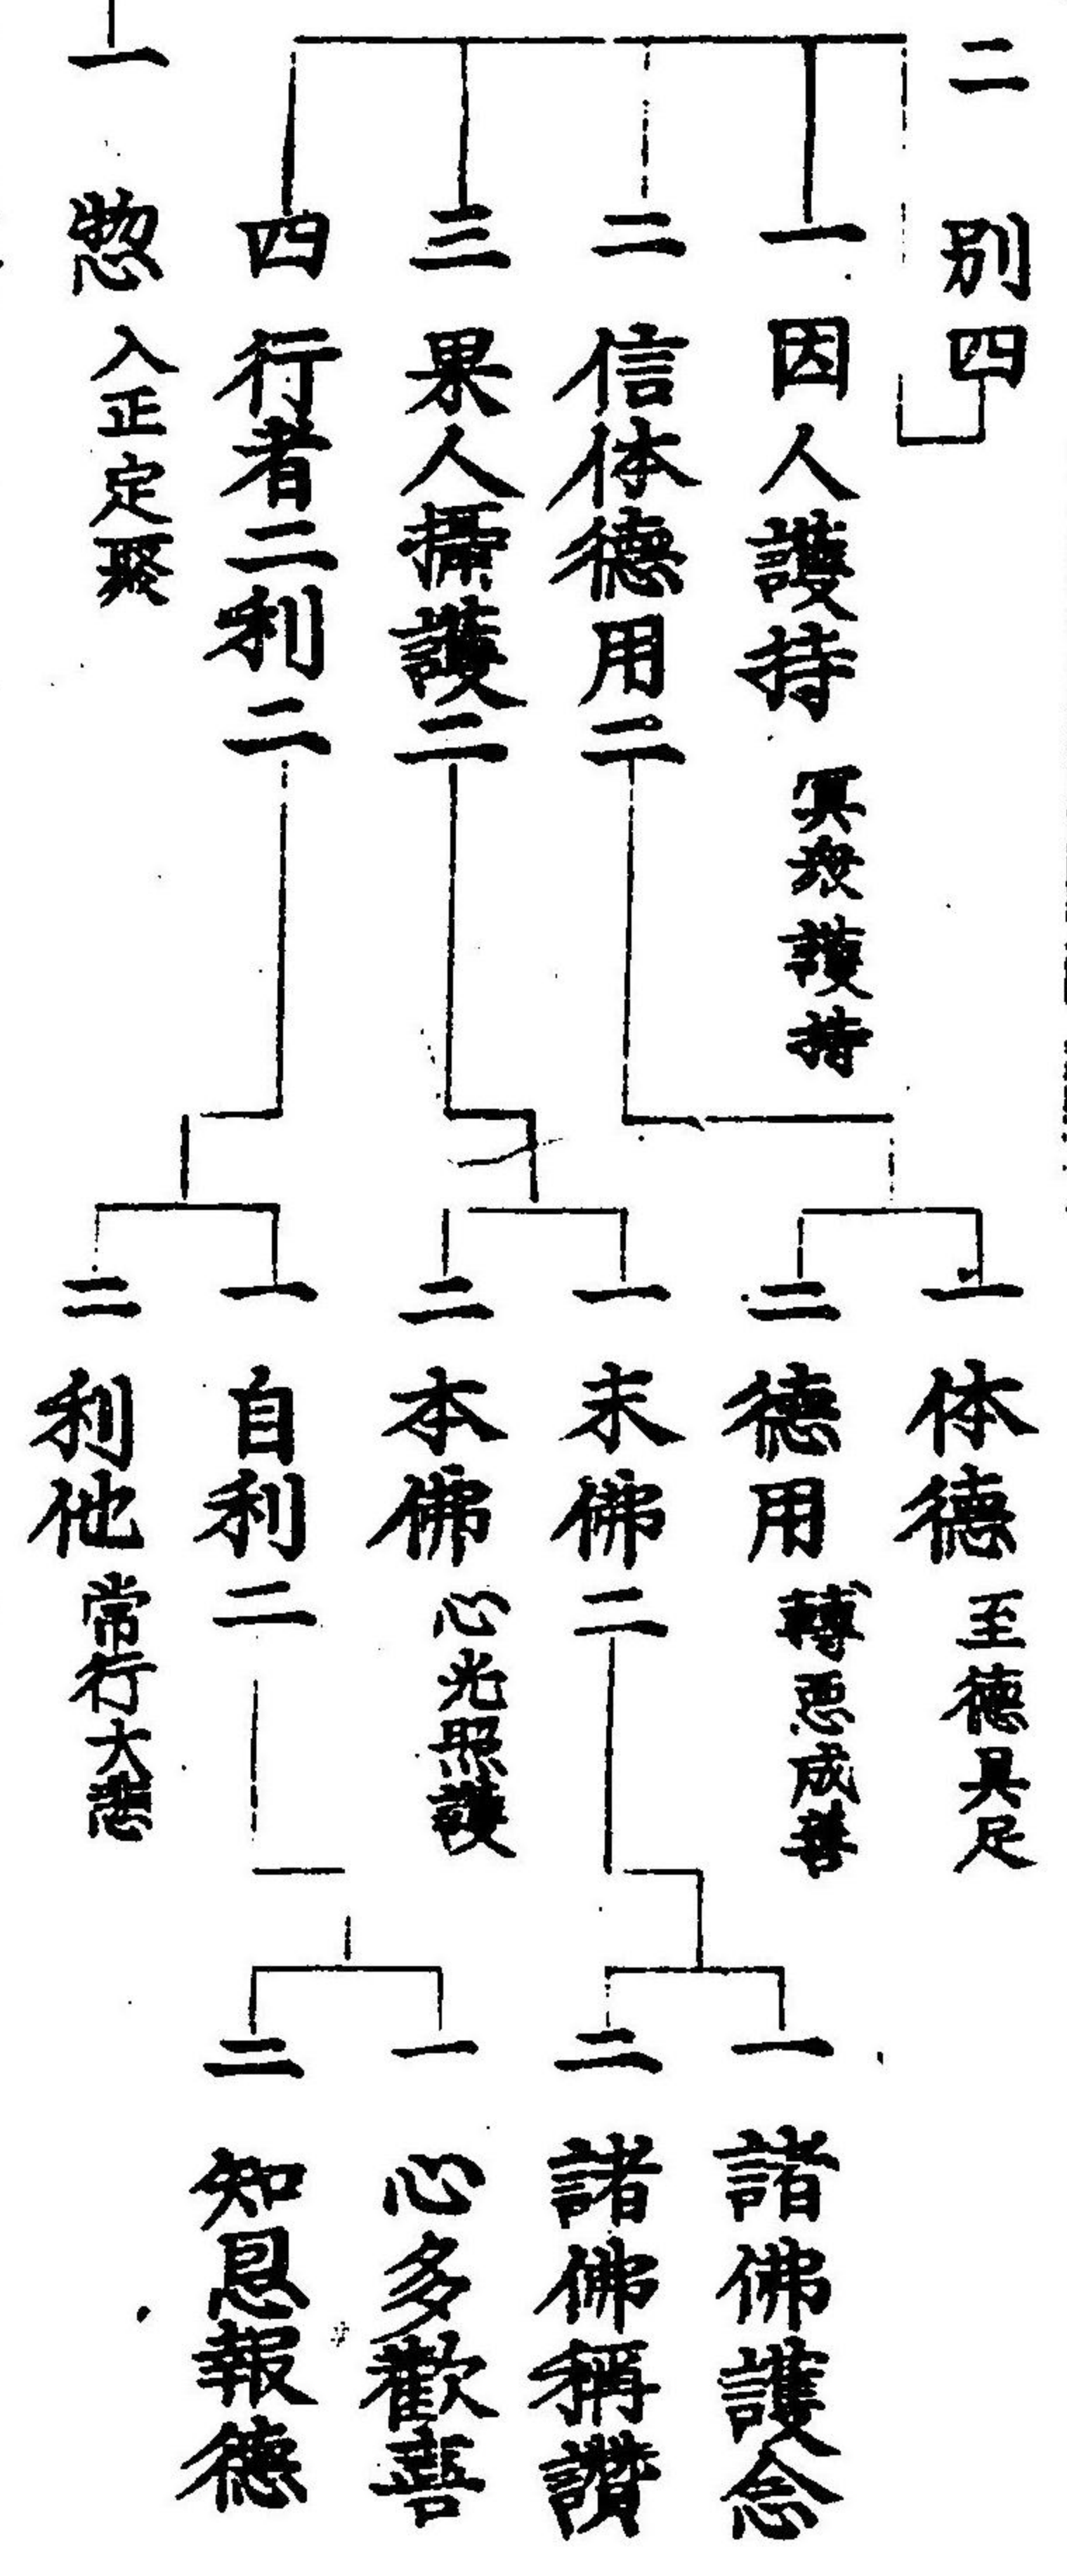 二 別四
一 因人護持 冥衆護持
二 信体德用二
一 体德 至德具足
二 德用 轉悪成善
三 果人攝護二
一 末佛二
一 諸佛護念
二 諸佛稱讚
二 本佛 心光照護
四 行者二利二
一 自利二
一 心多歡喜
二 知恩報德
二 利他 常行大悲
一 惣 入正定聚